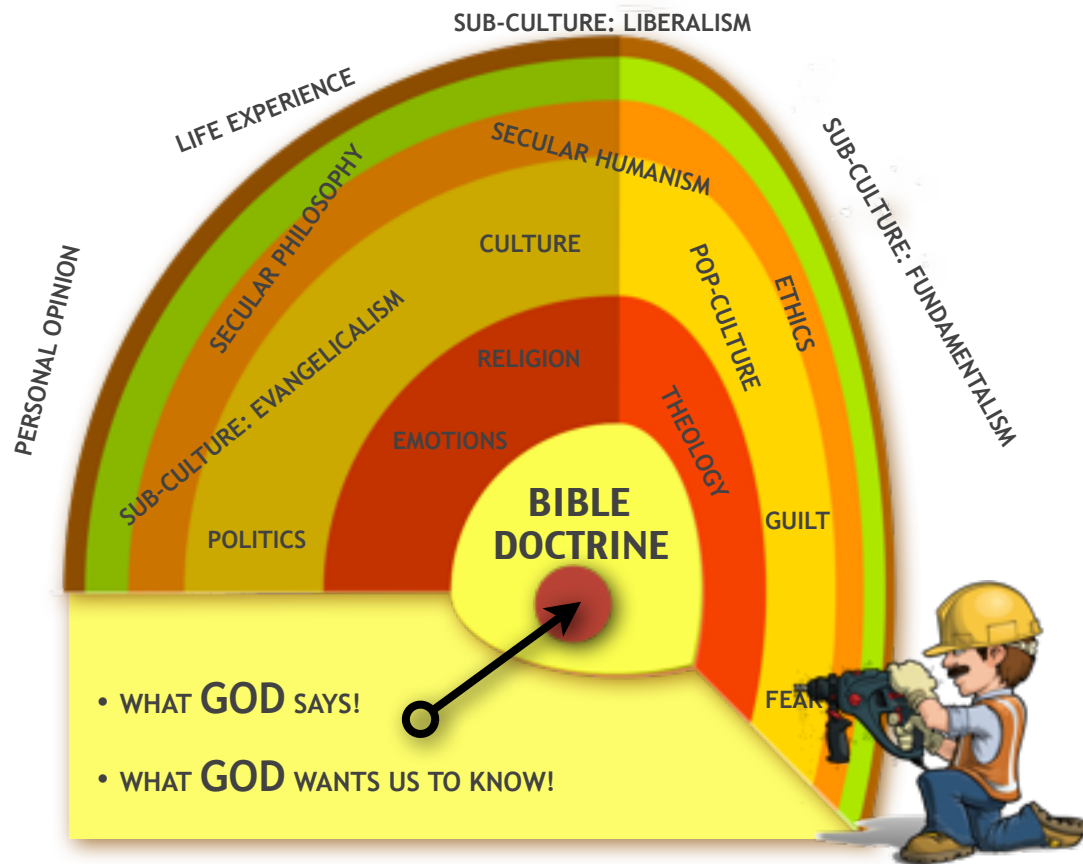 SUB-CULTURE: LIBERALISM
LIFE EXPERIENCE
SUB-CULTURE: FUNDAMENTALISM
SECULAR HUMANISM
SECULAR PHILOSOPHY
PERSONAL OPINION
CULTURE
POP-CULTURE
ETHICS
SUB-CULTURE: EVANGELICALISM
RELIGION
THEOLOGY
EMOTIONS
BIBLE
DOCTRINE
GUILT
POLITICS
• WHAT GOD SAYS!
FEAR
• WHAT GOD WANTS US TO KNOW!